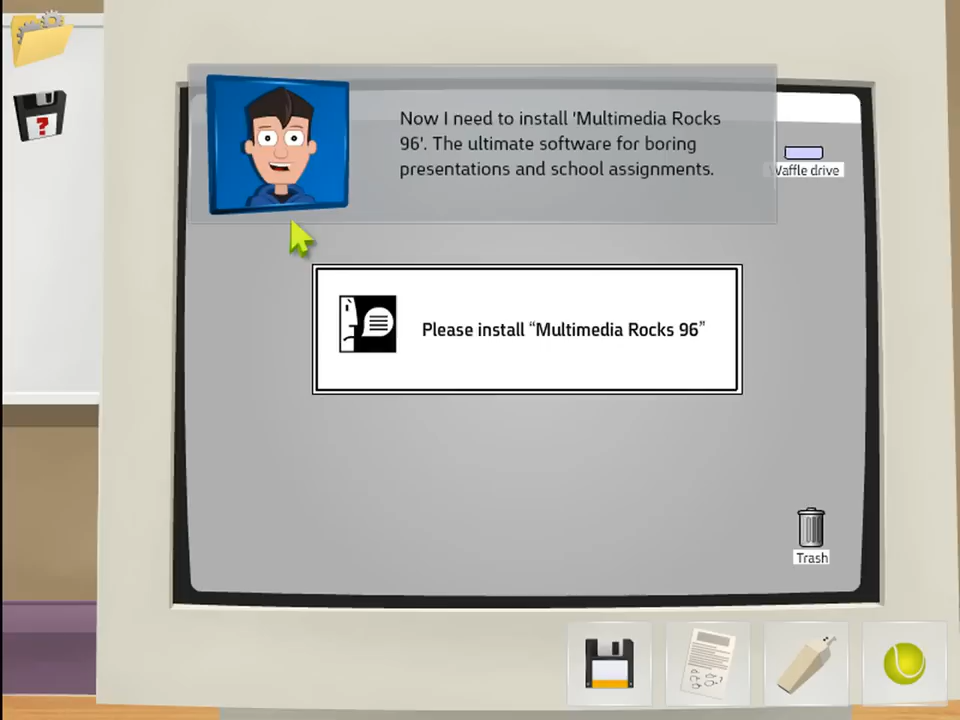 Now I need to install 'Multimedia Rocks
96'. The ultimate software for boring
presentations and school assignments.
Waffle drive
?
Please install “Multimedia Rocks 96”
Trash